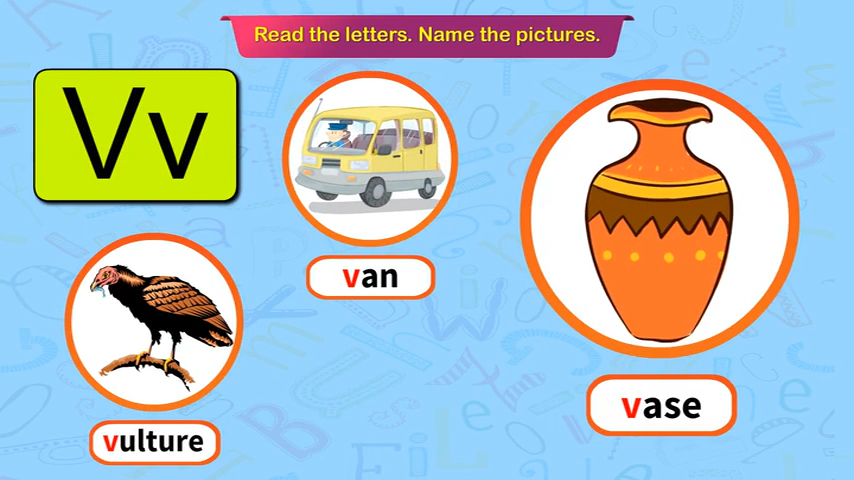 Read the letters. Name the pictures.
Vv
van
vase
vulture